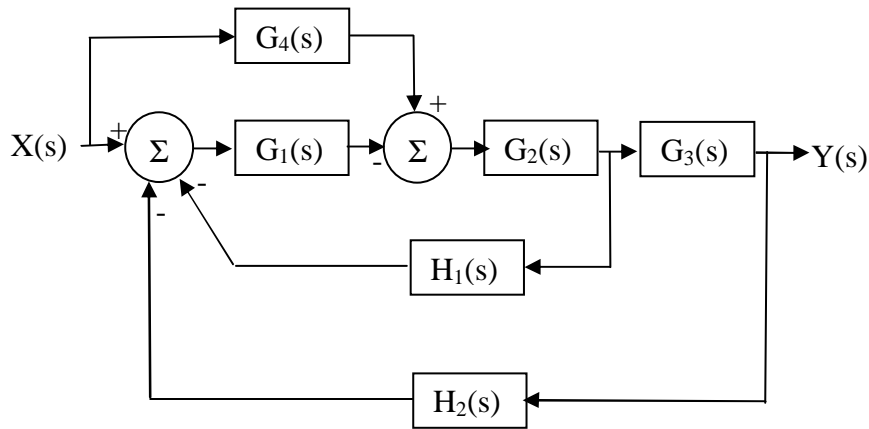 G₄(s)
+
X(s)
+
Σ
G₁(s)
-
Σ
G₂(s)
G₃(s)
Y(s)
-
-
H₁(s)
H₂(s)